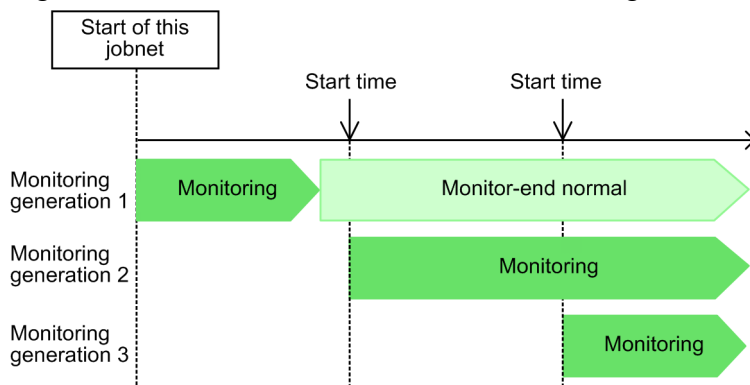 Start of this
jobnet
Start time
Start time
Monitoring
generation 1
Monitoring
Monitor-end normal
Monitoring
generation 2
Monitoring
Monitoring
generation 3
Monitoring